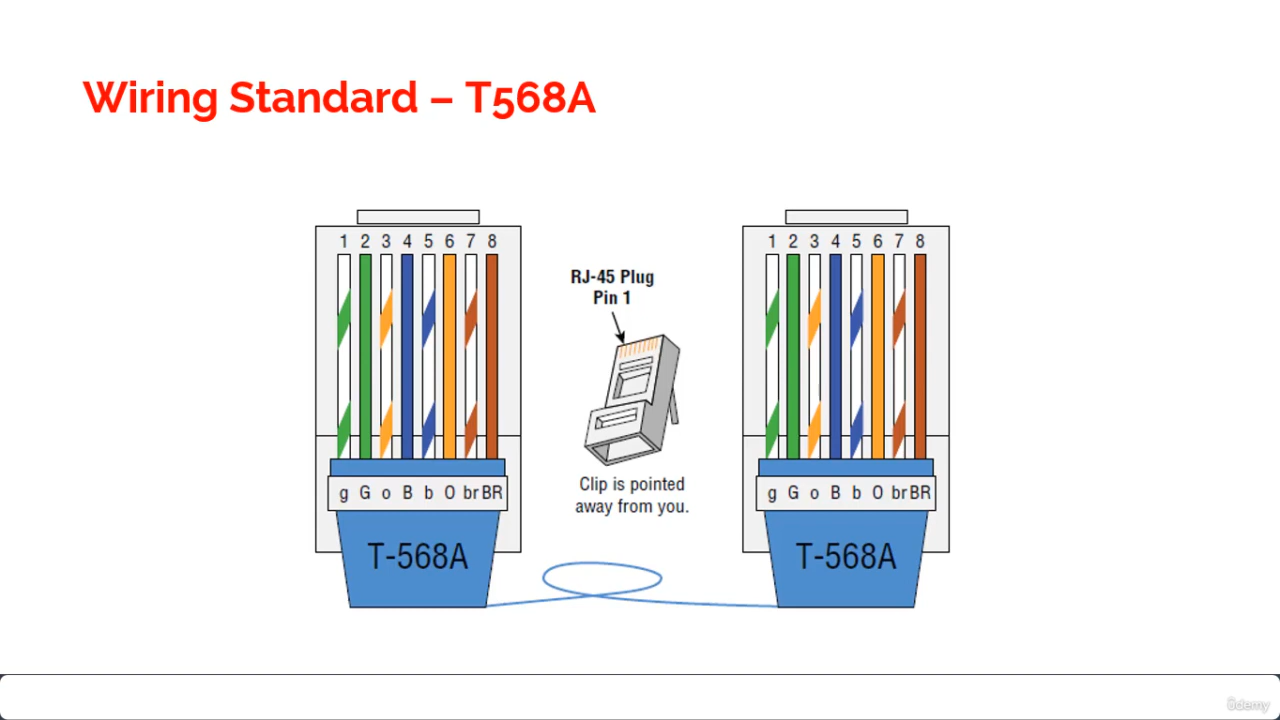 Wiring Standard – T568A
1 2 3 4 5 6 7 8
RJ-45 Plug
Pin 1
1 2 3 4 5 6 7 8
Clip is pointed
away from you.
g G o B b O br BR
g G o B b O br BR
T-568A
T-568A
ûdemy